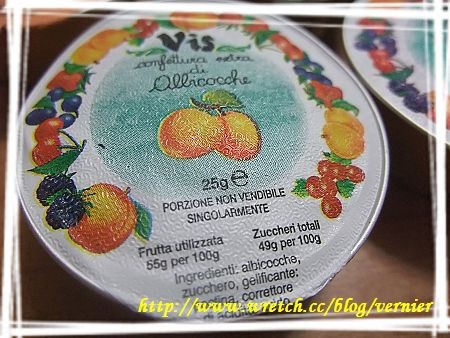 Vis
confettura extra
di
Albicocche
25g e
PORZIONE NON VENDIBILE
SINGOLARMENTE
Frutta utilizzata
55g per 100g
Zuccheri totali
49g per 100g
Ingredienti: albicocche,
zucchero, gelificante:
correttore
http://www.wretch.cc/blog/vernier